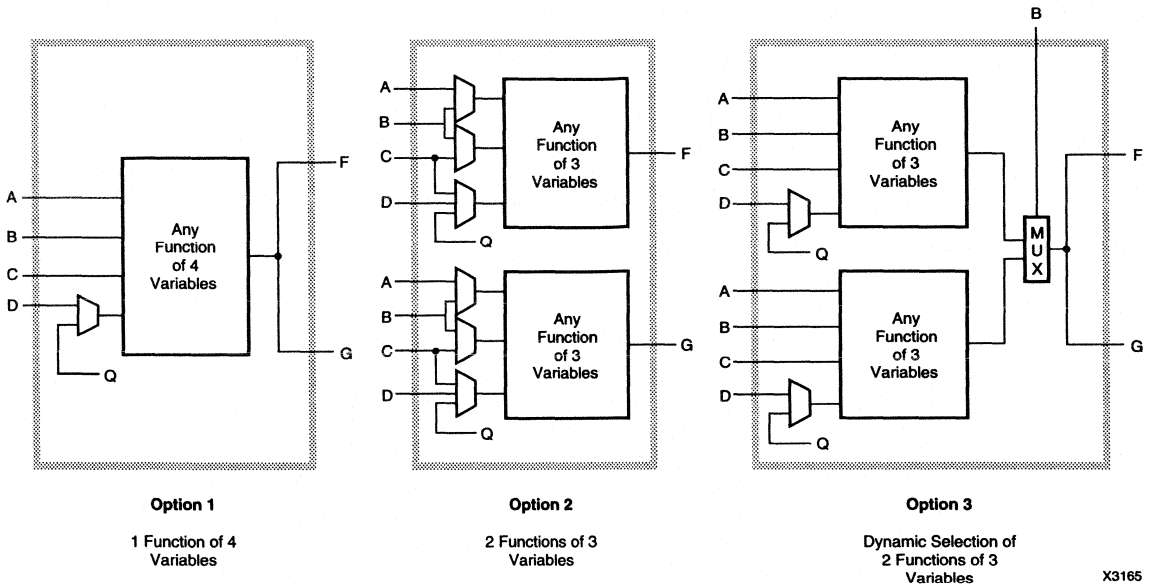 A
B
C
D
Q
Any
Function
of 4
Variables
F
G
Option 1
1 Function of 4
Variables
A
B
C
D
Q
Any
Function
of 3
Variables
F
A
B
C
D
Q
Any
Function
of 3
Variables
G
Option 2
2 Functions of 3
Variables
B
A
B
C
D
Q
Any
Function
of 3
Variables
A
B
C
D
Q
Any
Function
of 3
Variables
MUX
F
G
Option 3
Dynamic Selection of
2 Functions of 3
Variables
X3165